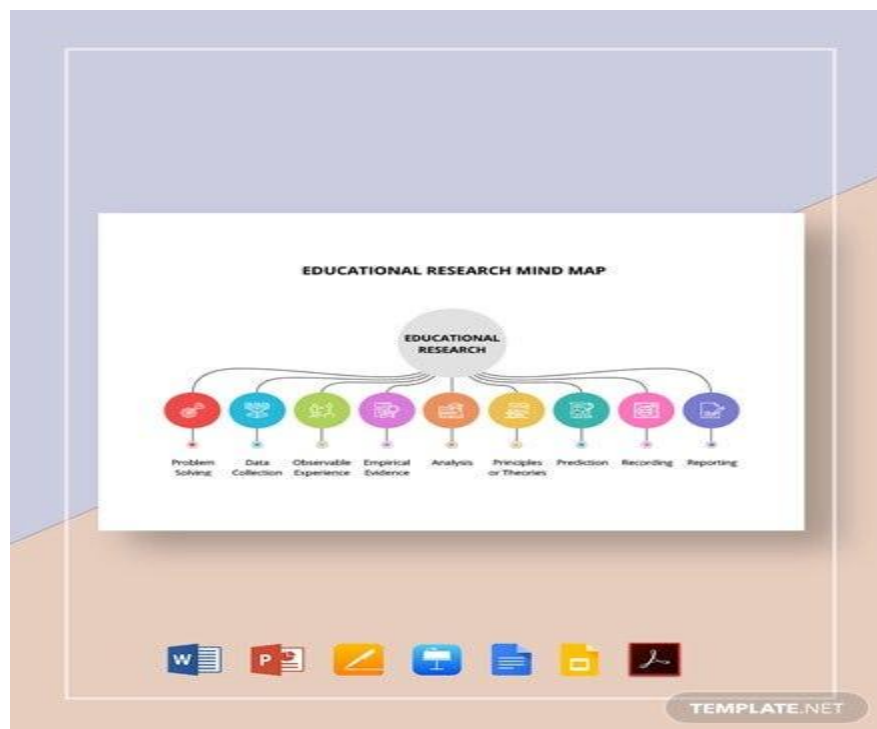 EDUCATIONAL RESEARCH MIND MAP
EDUCATIONAL
RESEARCH
Problem
Solving
Data
Collection
Observable
Experience
Empirical
Evidence
Analysis
Principles
or Theories
Prediction
Recording
Reporting
W
P
TEMPLATE.NET